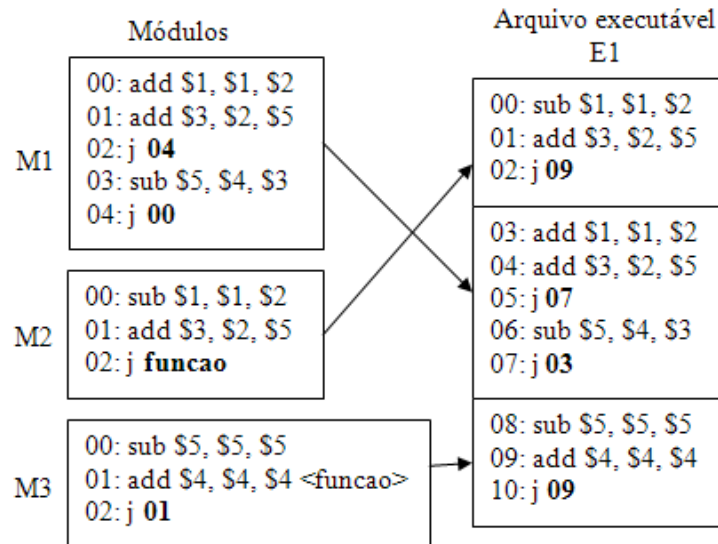 Módulos
M1
00: add $1, $1, $2
01: add $3, $2, $5
02: j 04
03: sub $5, $4, $3
04: j 00
M2
00: sub $1, $1, $2
01: add $3, $2, $5
02: j funcao
M3
00: sub $5, $5, $5
01: add $4, $4, $4 <funcao>
02: j 01
Arquivo executável
E1
00: sub $1, $1, $2
01: add $3, $2, $5
02: j 09
03: add $1, $1, $2
04: add $3, $2, $5
05: j 07
06: sub $5, $4, $3
07: j 03
08: sub $5, $5, $5
09: add $4, $4, $4
10: j 09